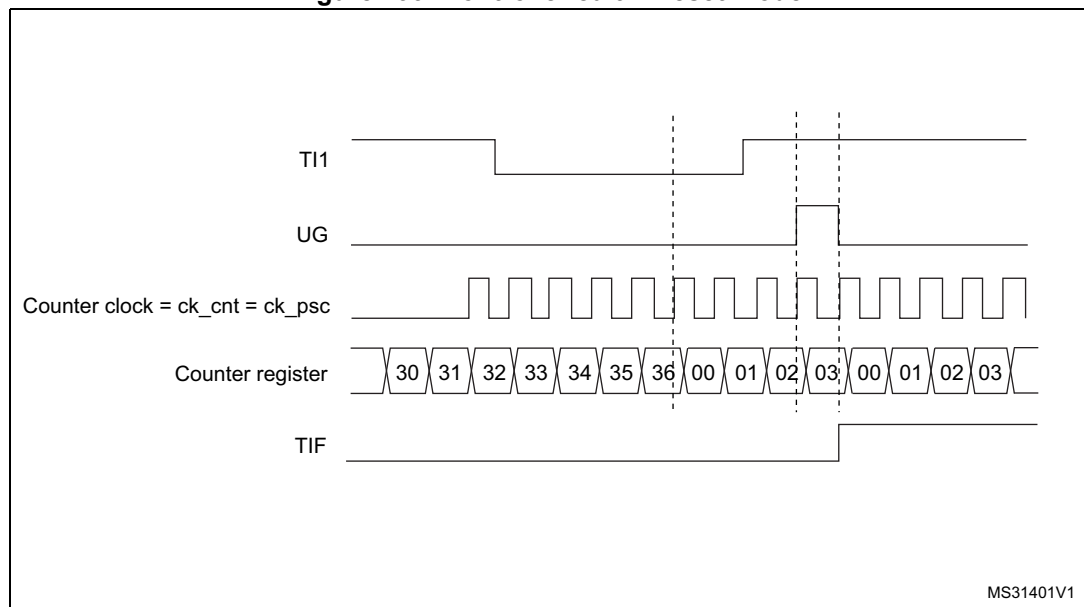 TI1
UG
Counter clock = ck_cnt = ck_psc
Counter register 30 31 32 33 34 35 36 00 01 02 03 00 01 02 03
TIF
MS31401V1